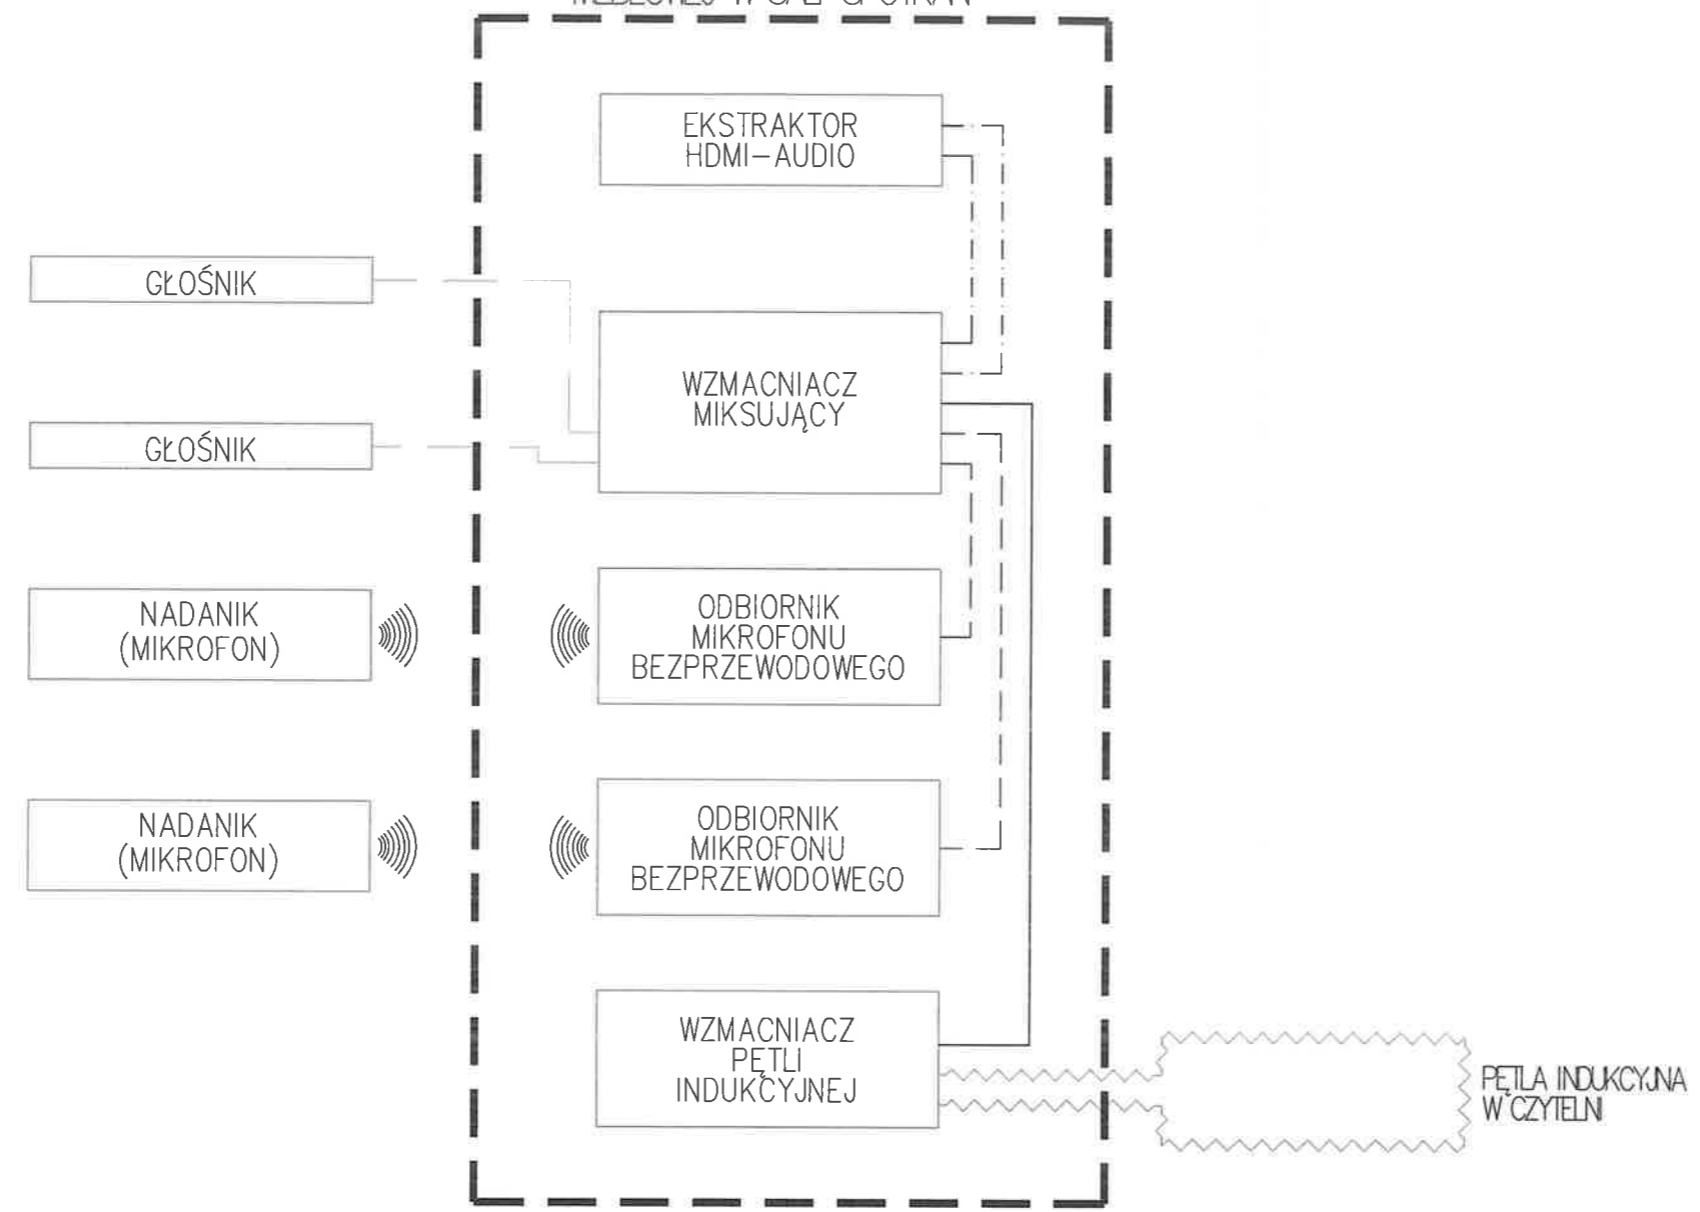 EKSTRAKTOR
HDMI-AUDIO
GŁOŚNIK
WZMACNIACZ
MIKSUJĄCY
GŁOŚNIK
NADANIK
(MIKROFON)
ODBIORNIK
MIKROFONU
BEZPRZEWODOWEGO
NADANIK
(MIKROFON)
ODBIORNIK
MIKROFONU
BEZPRZEWODOWEGO
WZMACNIACZ
PĘTLI
INDUKCYJNEJ
PĘTLA INDUKCYJNA
W CZYTELNI